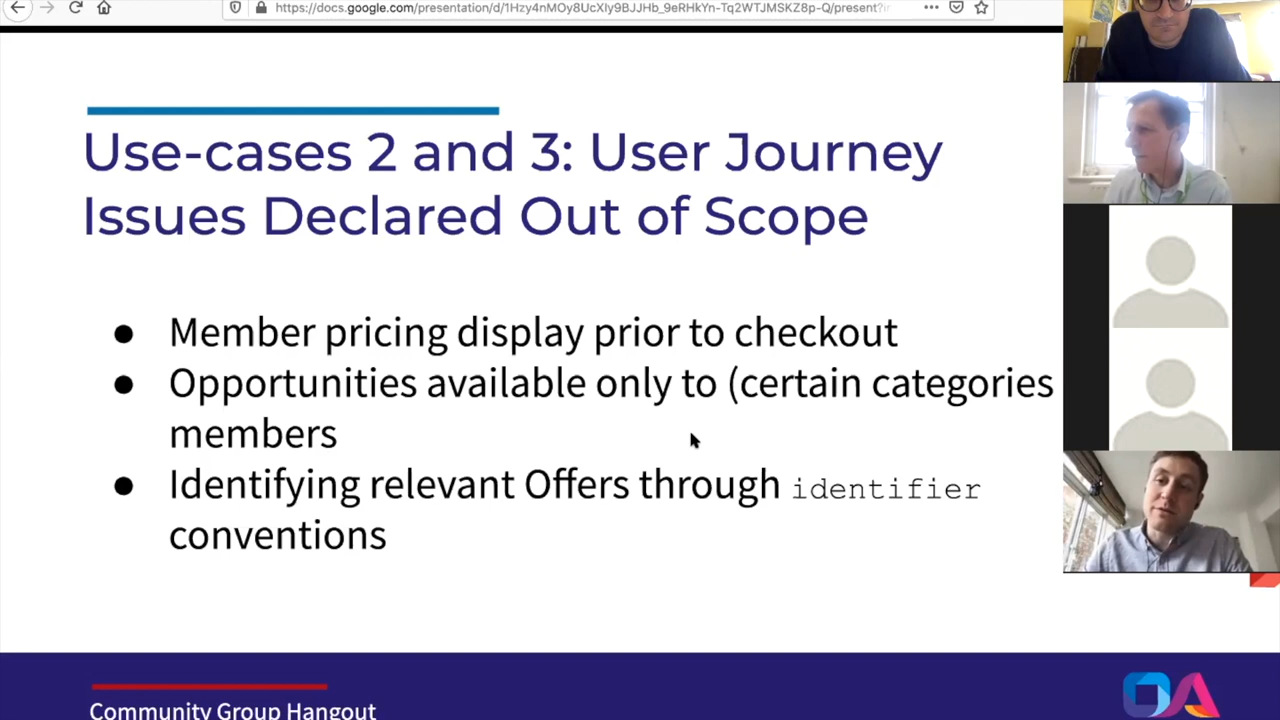 https://docs.google.com/presentation/d/1Hzy4nMOy8UcXIy9BJJHb_9eRHkYn-Tq2WTJMSKZ8p-Q/present?
Use-cases 2 and 3: User Journey
Issues Declared Out of Scope
● Member pricing display prior to checkout
● Opportunities available only to (certain categories
members
● Identifying relevant Offers through identifier
conventions
Community Group Hangout
OA